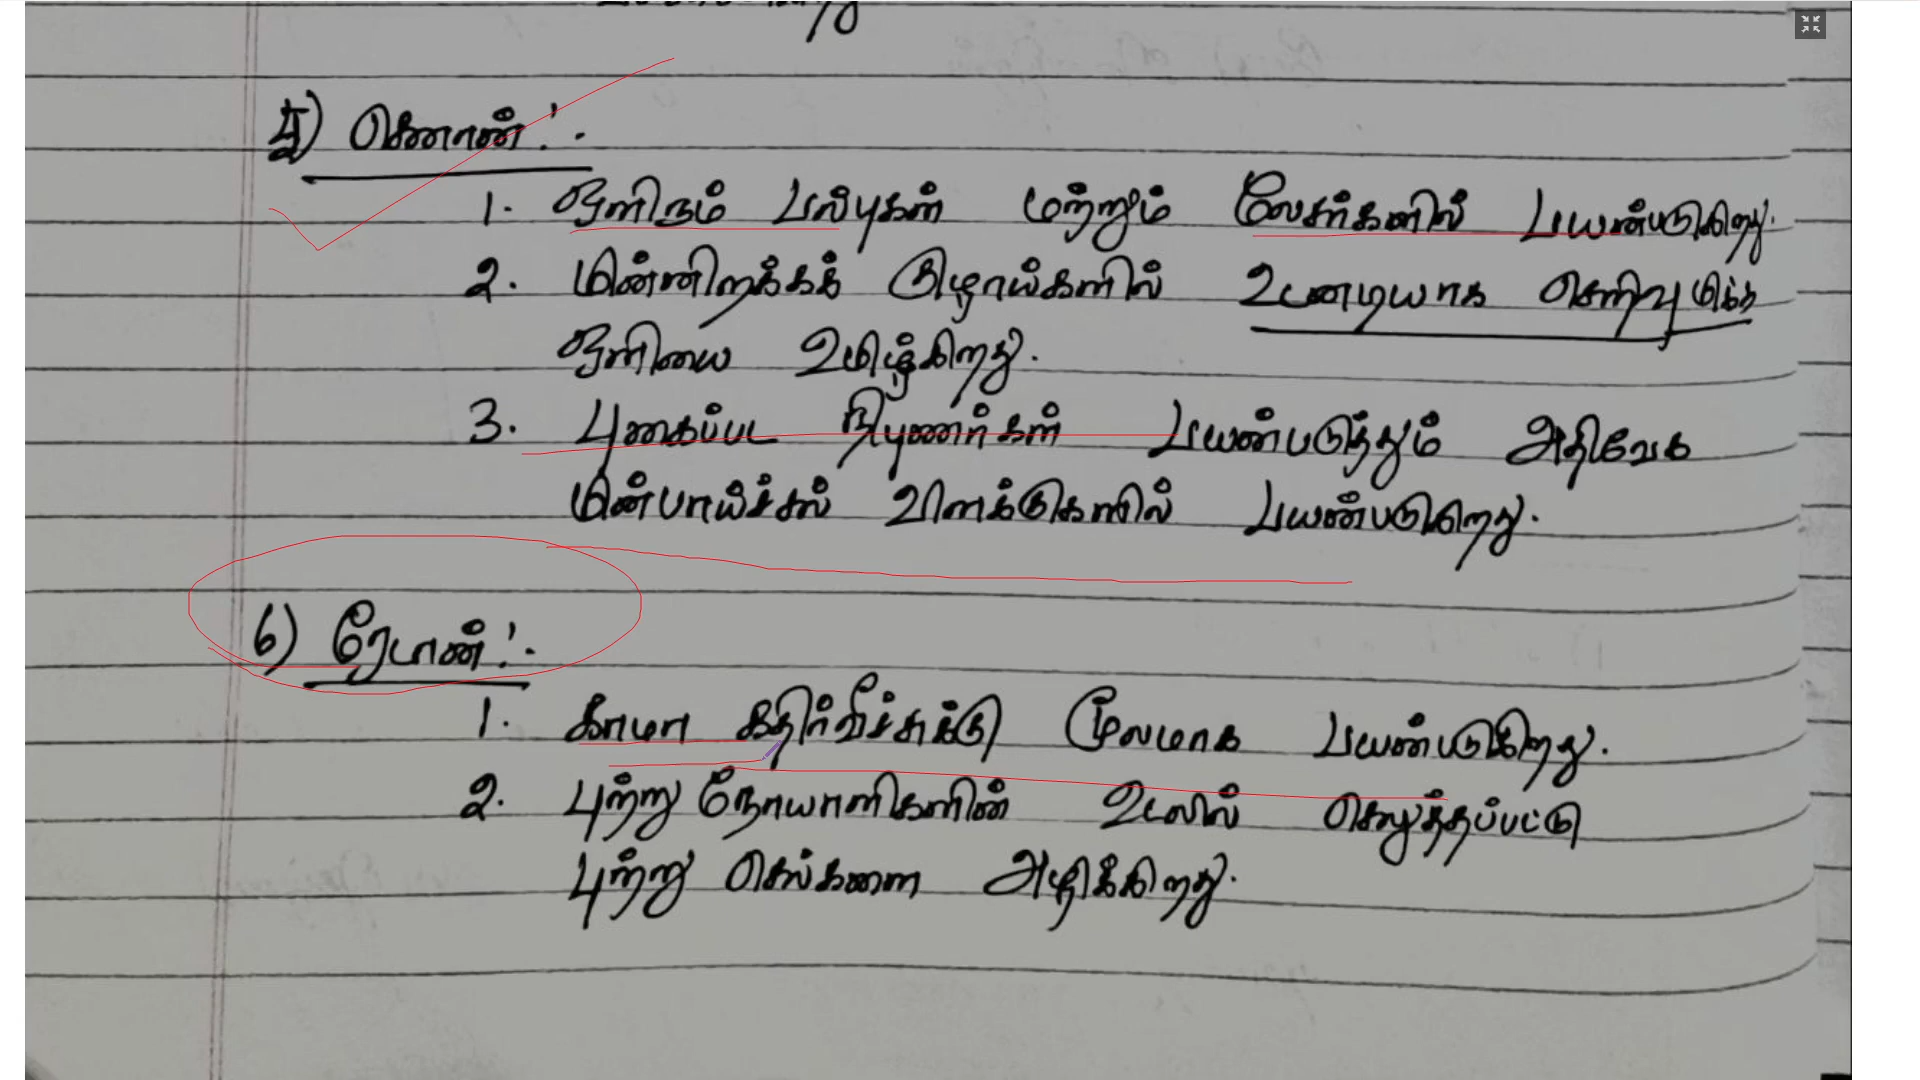 5) செனான்:-
1. ஒளிரும் பல்புகள் மற்றும் லேசர்களில் பயன்படுகிறது.
2. மின்னிறக்கக் குழாய்களில் உடனடியாக செறிவுமிக்க
ஒளியை உமிழ்கிறது.
3. புகைப்பட நிபுணர்கள் பயன்படுத்தும் அதிவேக
மின்பாய்ச்சல் விளக்குகளில் பயன்படுகிறது.
6) ரேடான்:-
1. காமா கதிர்வீச்சுக்கு மூலமாக பயன்படுகிறது.
2. புற்று நோயாளிகளின் உடலில் செலுத்தப்பட்டு
புற்று செல்களை அழிக்கிறது.